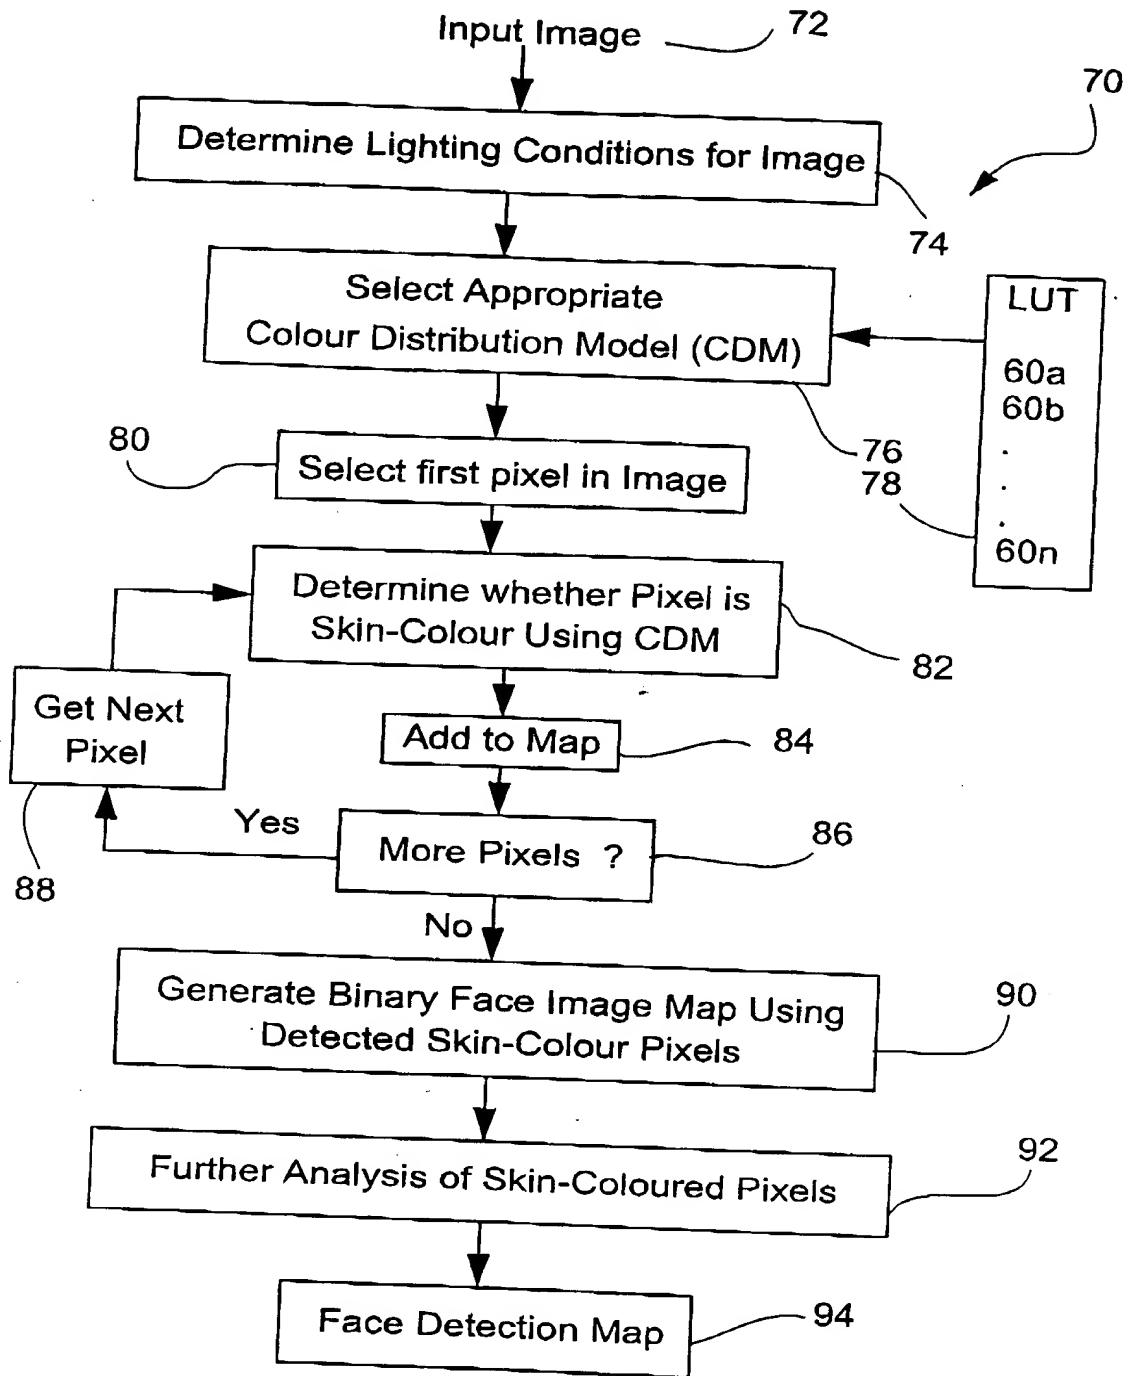 Input Image
72
70
Determine Lighting Conditions for Image
74
Select Appropriate
Colour Distribution Model (CDM)
76
LUT
60a
60b
.
.
.
60n
78
80
Select first pixel in Image
Determine whether Pixel is
Skin-Colour Using CDM
82
Get Next
Pixel
88
Add to Map
84
Yes
More Pixels ?
86
No
Generate Binary Face Image Map Using
Detected Skin-Colour Pixels
90
Further Analysis of Skin-Coloured Pixels
92
Face Detection Map
94